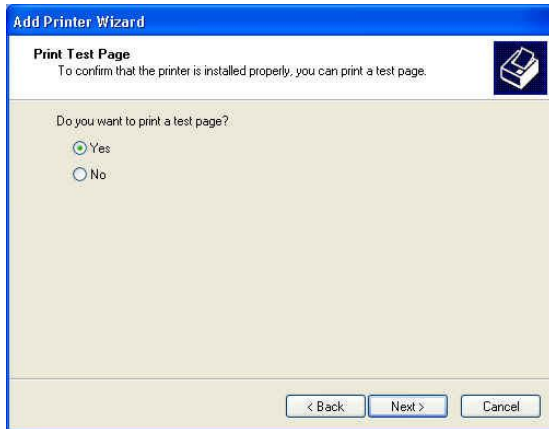 Add Printer Wizard
Print Test Page
To confirm that the printer is installed properly, you can print a test page.
Do you want to print a test page?
Yes
No
< Back
Next >
Cancel